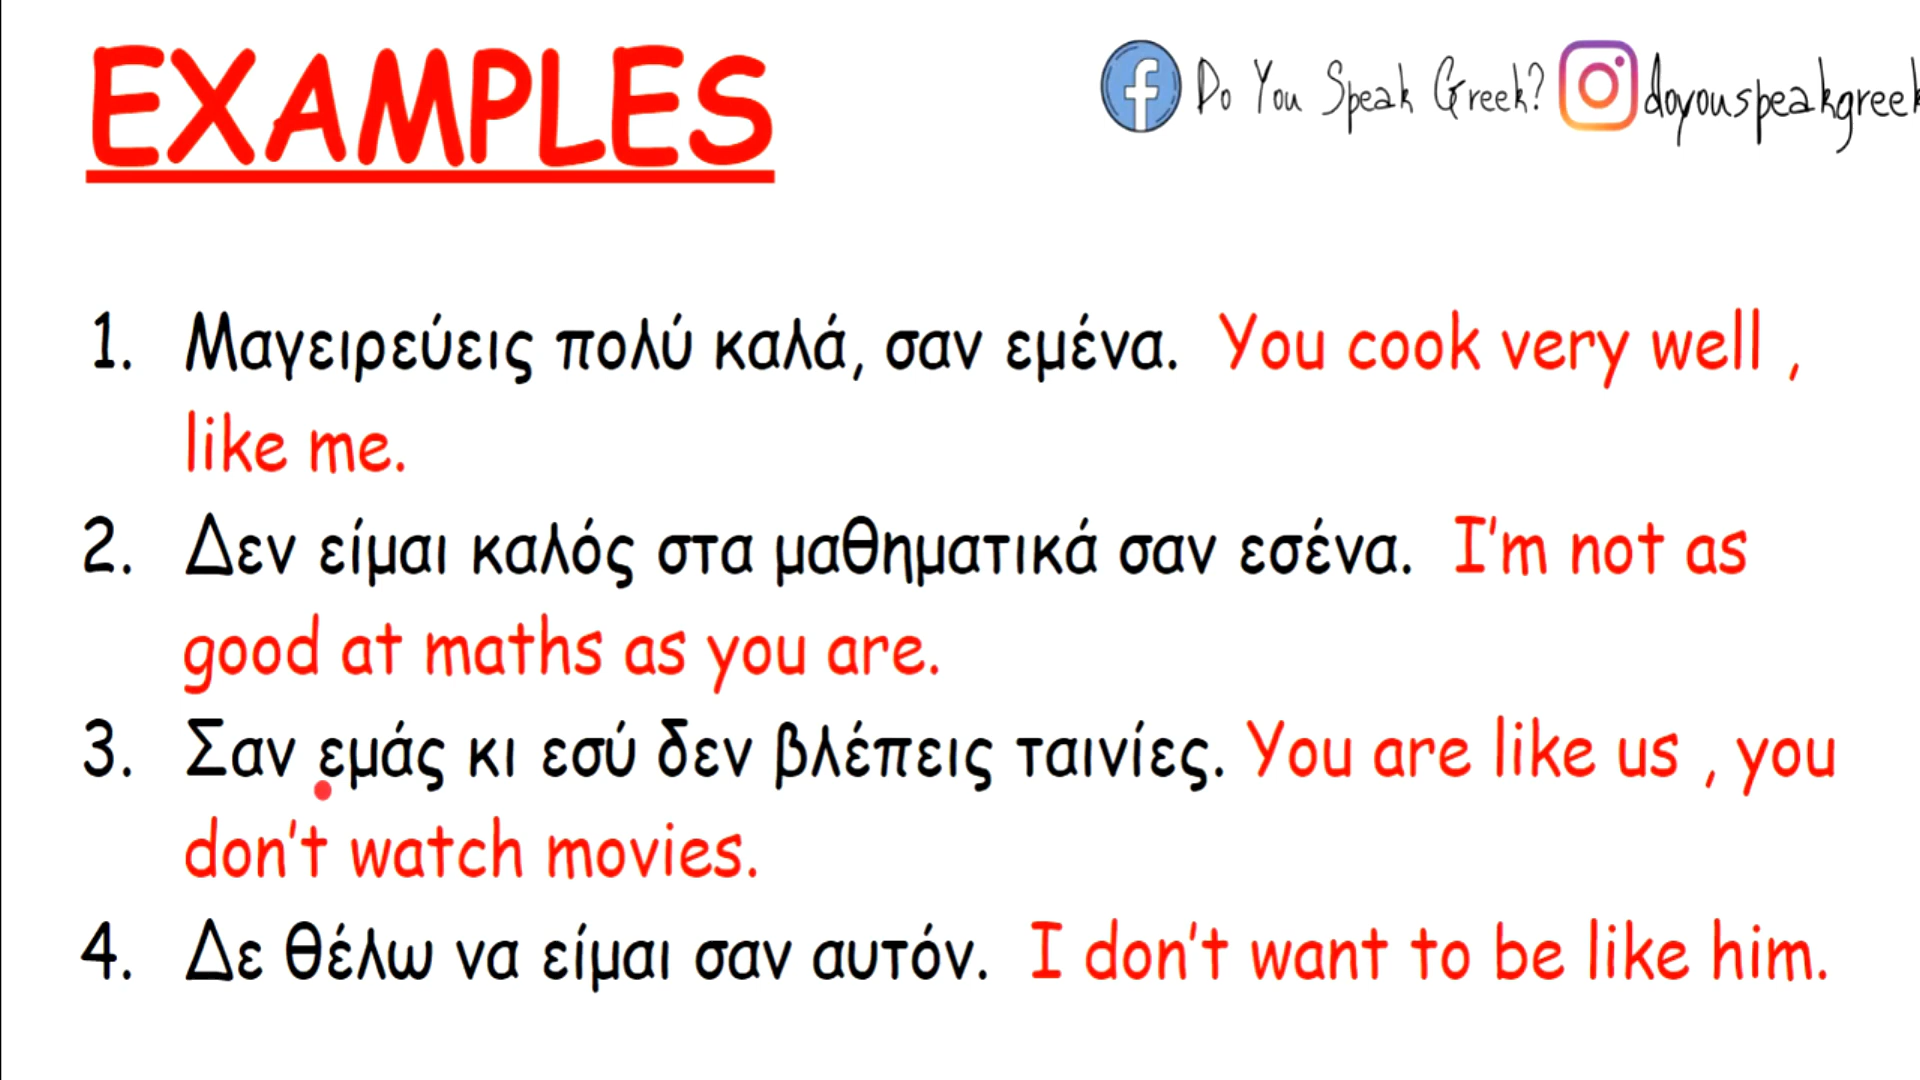 EXAMPLES
Do You Speak Greek? doyouspeakgreek
1. Μαγειρεύεις πολύ καλά, σαν εμένα. You cook very well ,
like me.
2. Δεν είμαι καλός στα μαθηματικά σαν εσένα. I'm not as
good at maths as you are.
3. Σαν εμάς κι εσύ δεν βλέπεις ταινίες. You are like us , you
don't watch movies.
4. Δε θέλω να είμαι σαν αυτόν. I don't want to be like him.